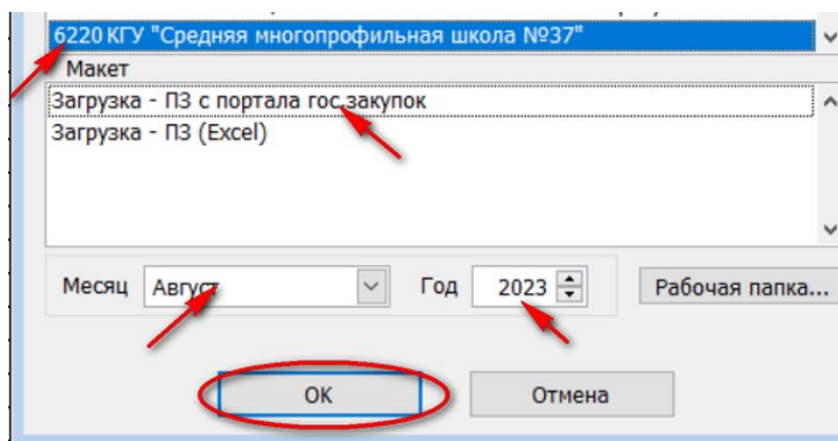 6220 КГУ "Средняя многопрофильная школа №37"
Макет
Загрузка - ПЗ с портала гос.закупок
Загрузка - ПЗ (Excel)
Месяц Август Год 2023 Рабочая папка...
ОК Отмена